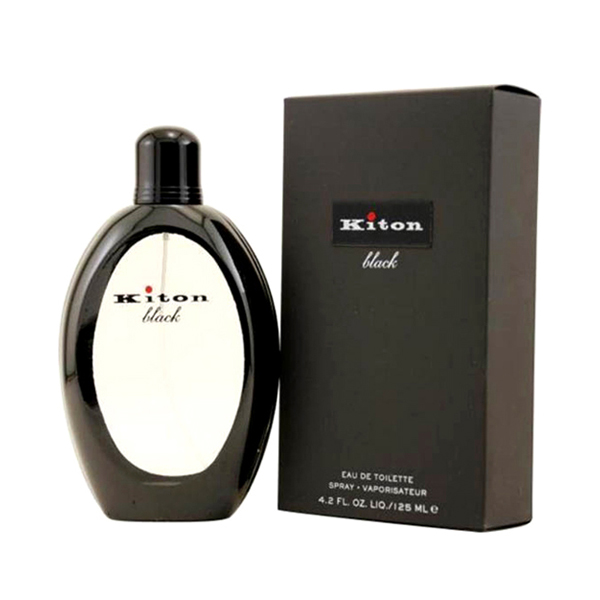 Kiton
black
Kiton
black
EAU DE TOILETTE
SPRAY • VAPORISATEUR
4.2 FL. OZ. LIQ./125 ML ℮